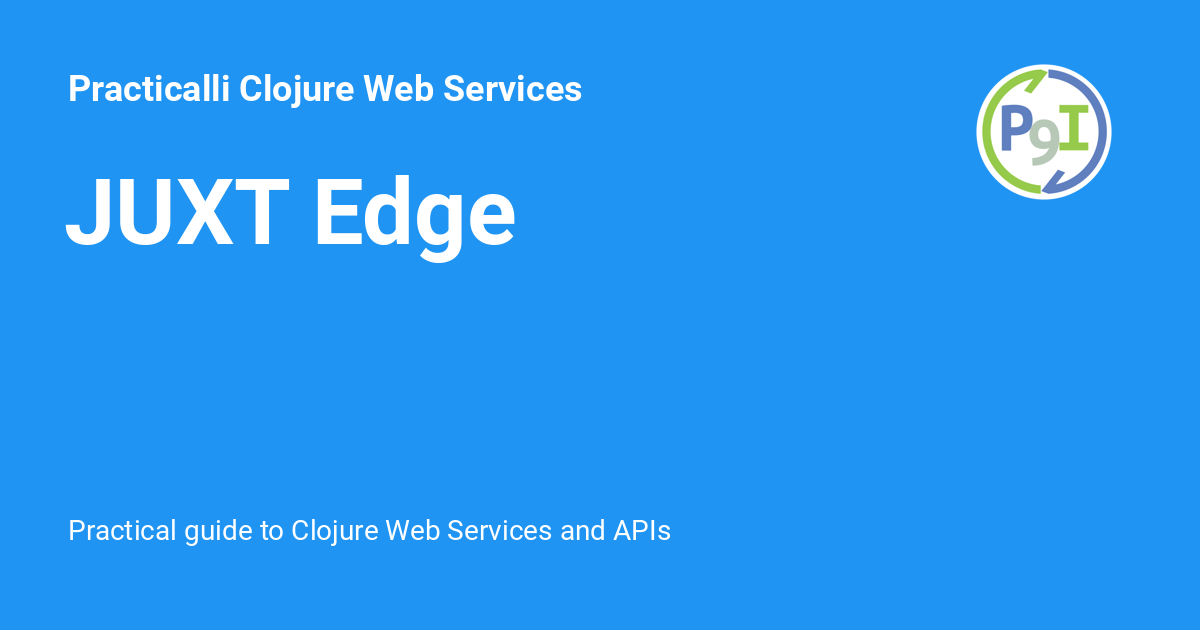 Practicalli Clojure Web Services
P9I
JUXT Edge
Practical guide to Clojure Web Services and APIs